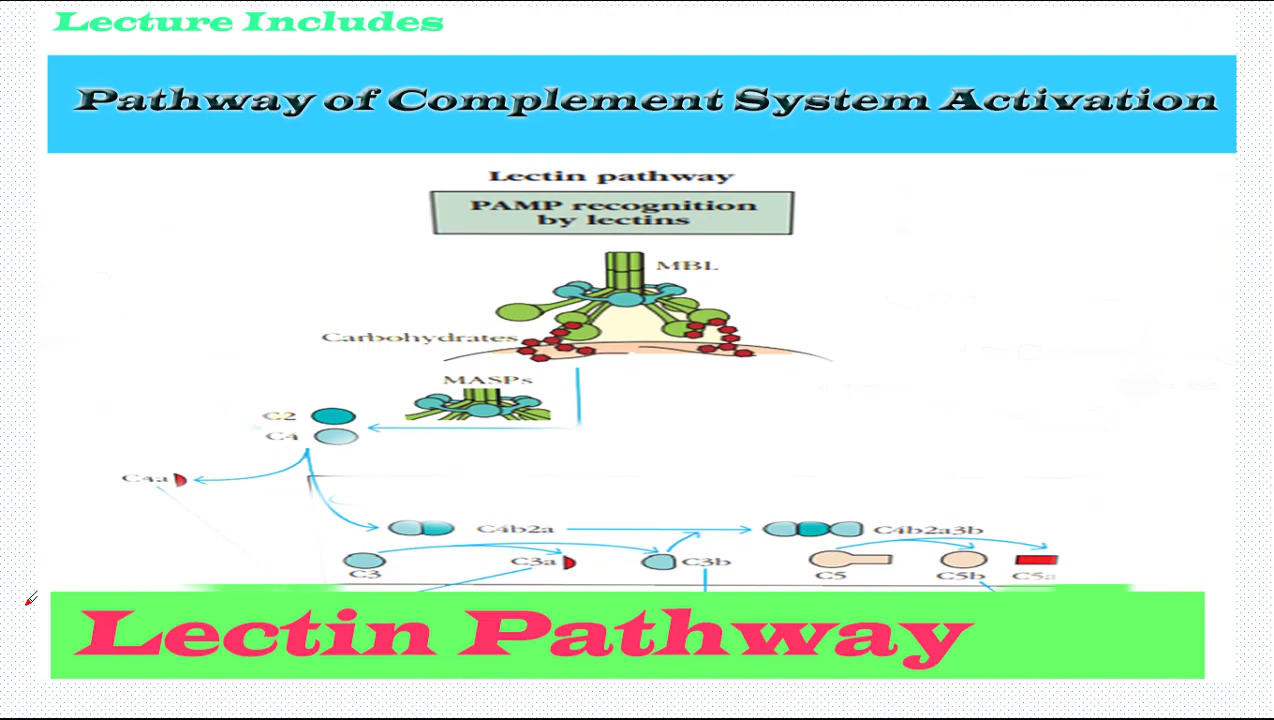 Lecture Includes
Pathway of Complement System Activation
Lectin pathway
PAMP recognition
by lectins
MBL
Carbohydrates
MASPs
C2
C4
C4a
C4b2a
C4b2a3b
C3
C3a
C3b
C5
C5b
C5a
Lectin Pathway